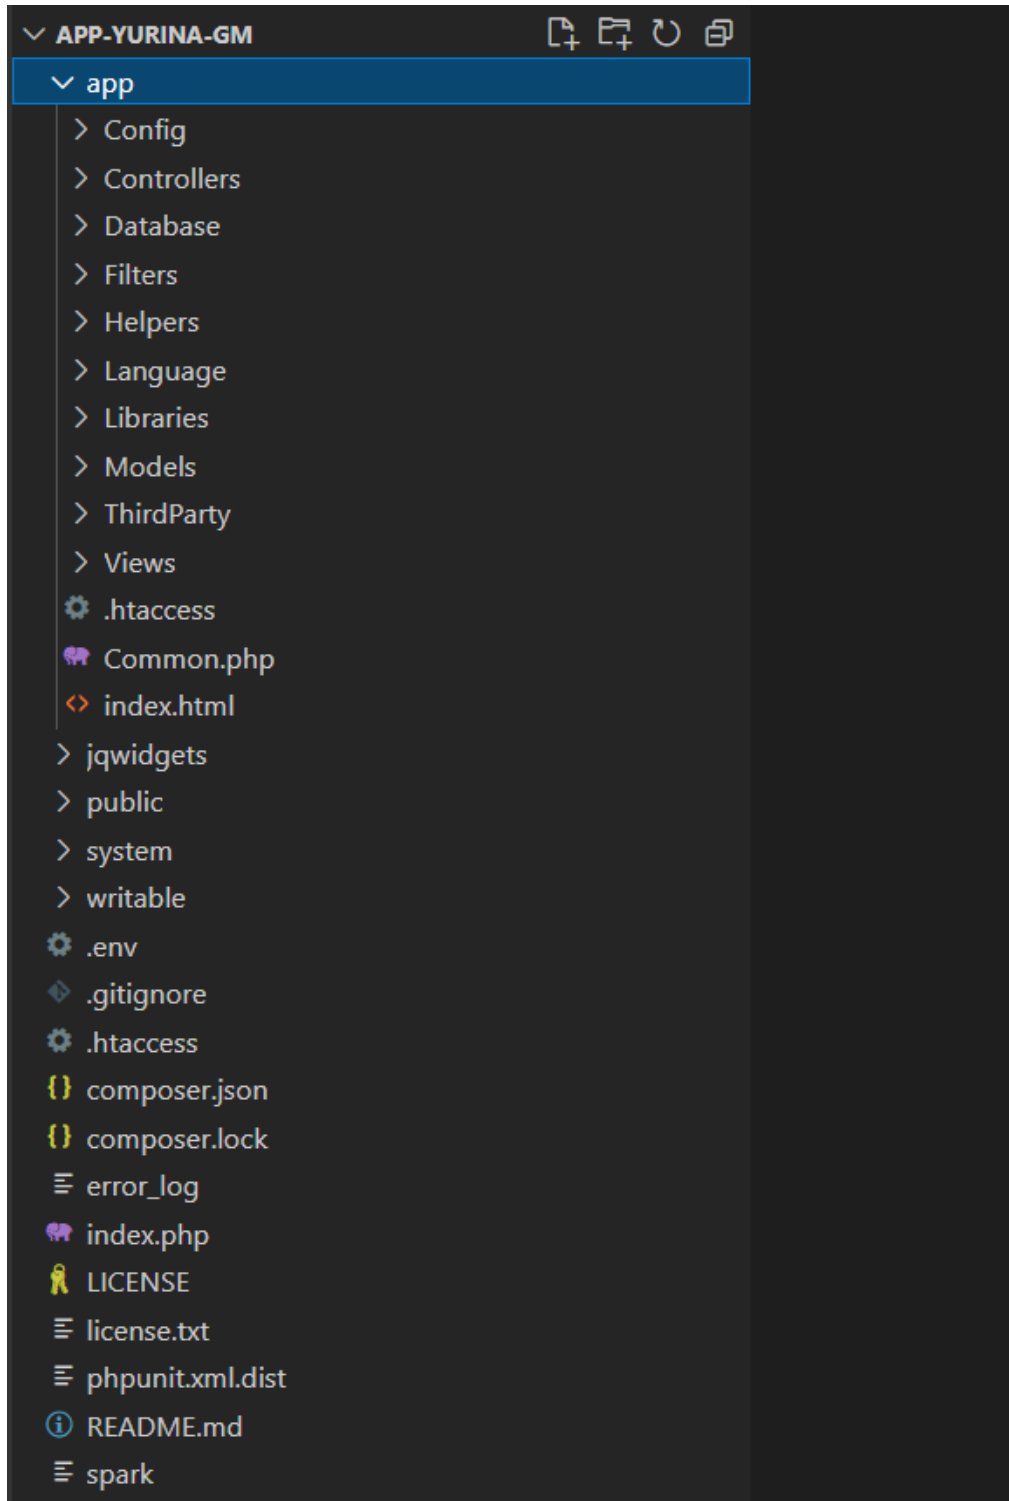 APP-YURINA-GM
app
Config
Controllers
Database
Filters
Helpers
Language
Libraries
Models
ThirdParty
Views
.htaccess
Common.php
index.html
jqwidgets
public
system
writable
.env
.gitignore
.htaccess
composer.json
composer.lock
error_log
index.php
LICENSE
license.txt
phpunit.xml.dist
README.md
spark